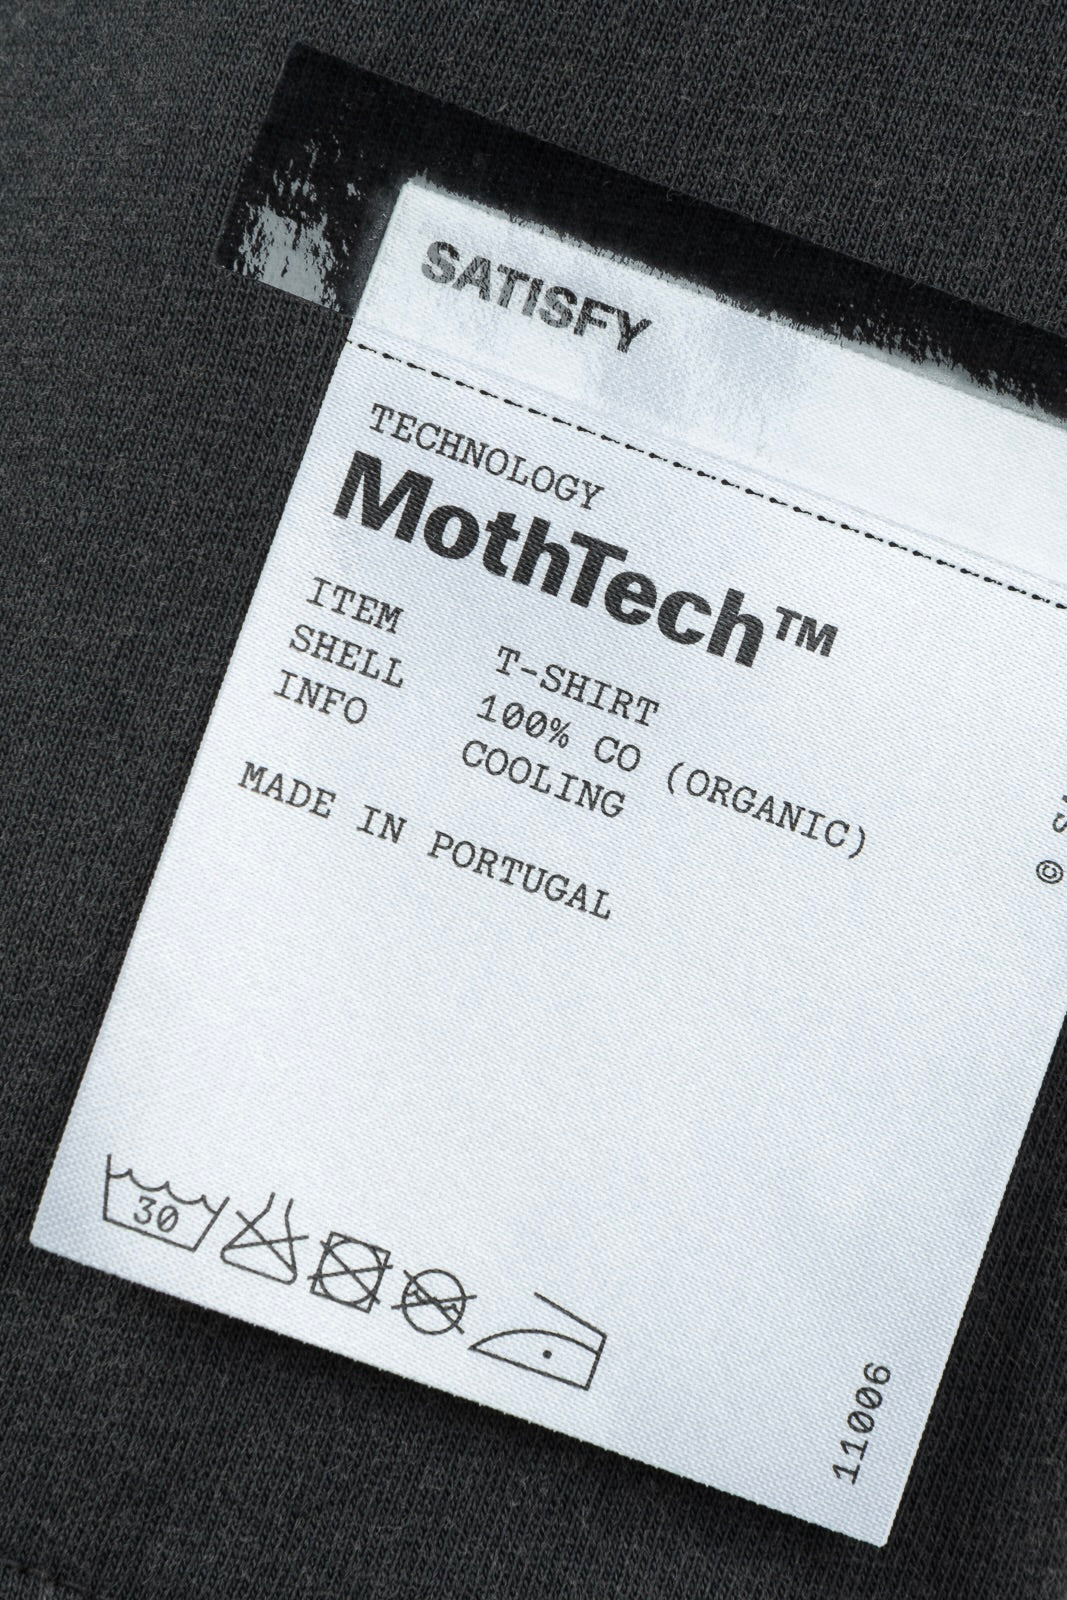 SATISFY
TECHNOLOGY
MothTech™
ITEM T-SHIRT
SHELL 100% CO (ORGANIC)
INFO COOLING
MADE IN PORTUGAL
30
11006
©